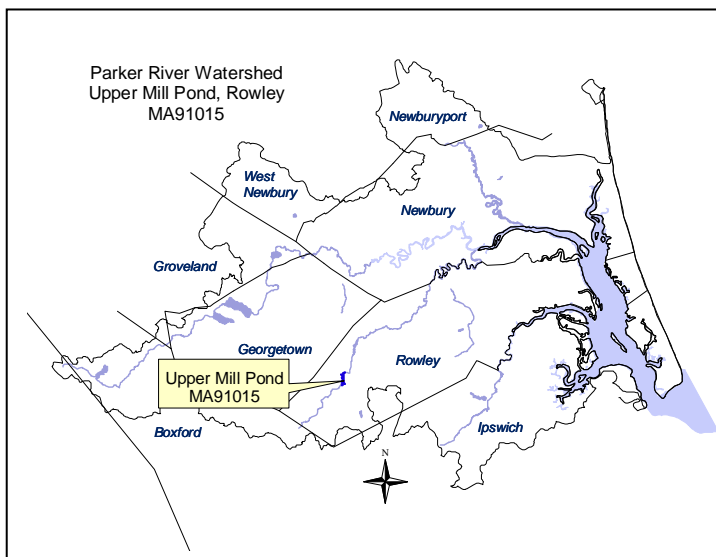 Parker River Watershed
Upper Mill Pond, Rowley
MA91015
Newburyport
West
Newbury
Newbury
Groveland
Georgetown
Rowley
Upper Mill Pond
MA91015
Boxford
Ipswich
N